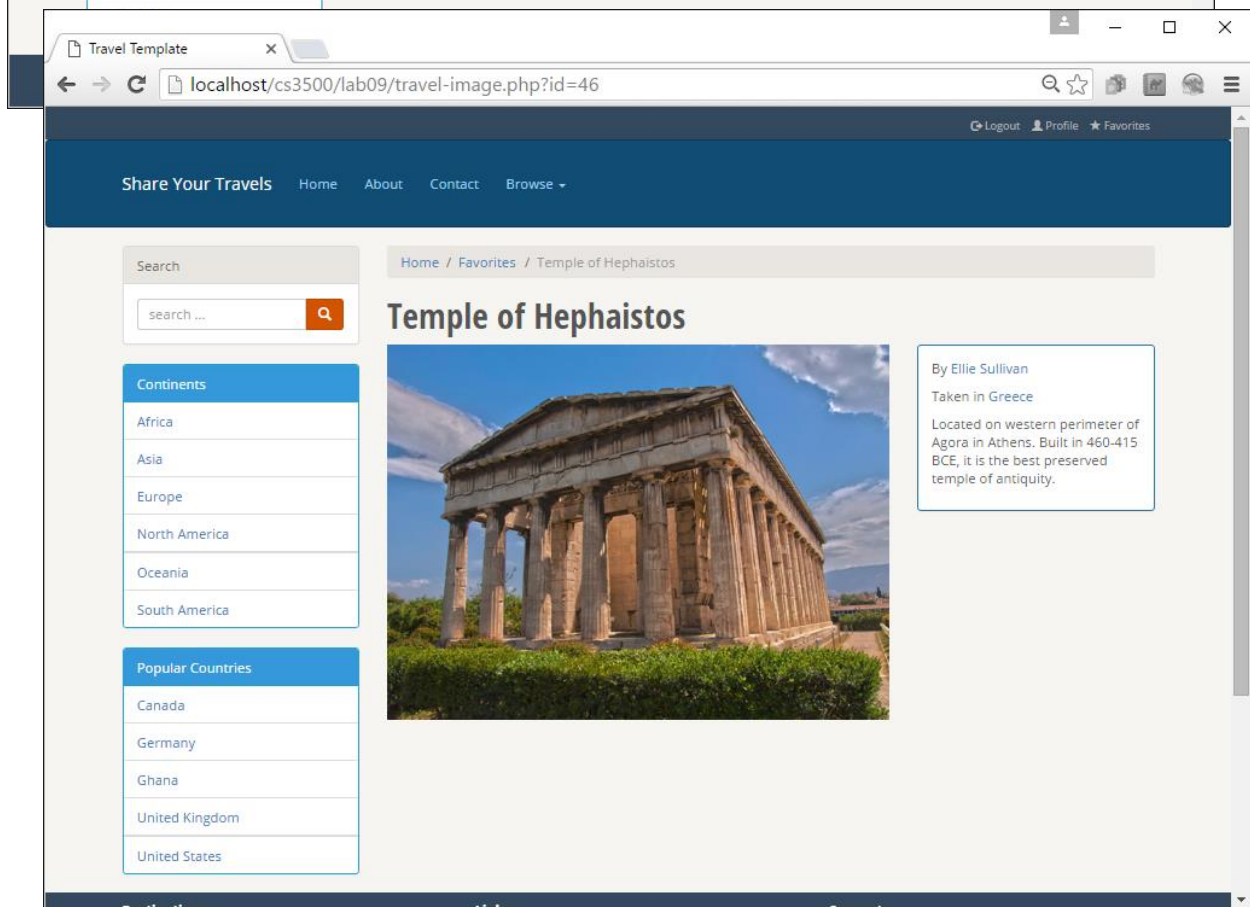 Travel Template
localhost/cs3500/lab09/travel-image.php?id=46
Logout Profile Favorites
Share Your Travels Home About Contact Browse
Search
search ...
Home / Favorites / Temple of Hephaistos
Temple of Hephaistos
By Ellie Sullivan
Taken in Greece
Located on western perimeter of
Agora in Athens. Built in 460-415
BCE, it is the best preserved
temple of antiquity.
Continents
Africa
Asia
Europe
North America
Oceania
South America
Popular Countries
Canada
Germany
Ghana
United Kingdom
United States